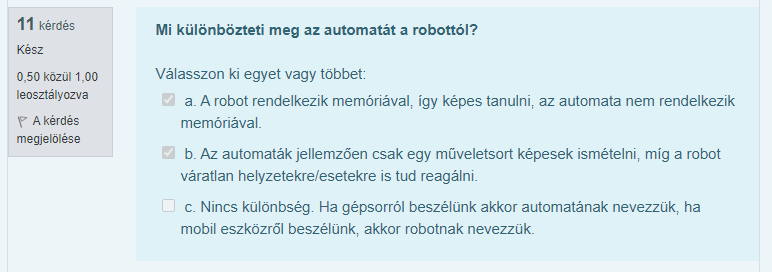 11 kérdés
Kész
0,50 közül 1,00
leosztályozva
A kérdés
megjelölése
Mi különbözteti meg az automatát a robottól?
Válasszon ki egyet vagy többet:
a. A robot rendelkezik memóriával, így képes tanulni, az automata nem rendelkezik
memóriával.
b. Az automaták jellemzően csak egy műveletsort képesek ismételni, míg a robot
váratlan helyzetekre/esetekre is tud reagálni.
c. Nincs különbség. Ha gépsorról beszélünk akkor automatának nevezzük, ha
mobil eszközről beszélünk, akkor robotnak nevezzük.